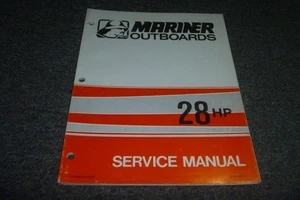 MARINER
OUTBOARDS
28 HP
SERVICE MANUAL